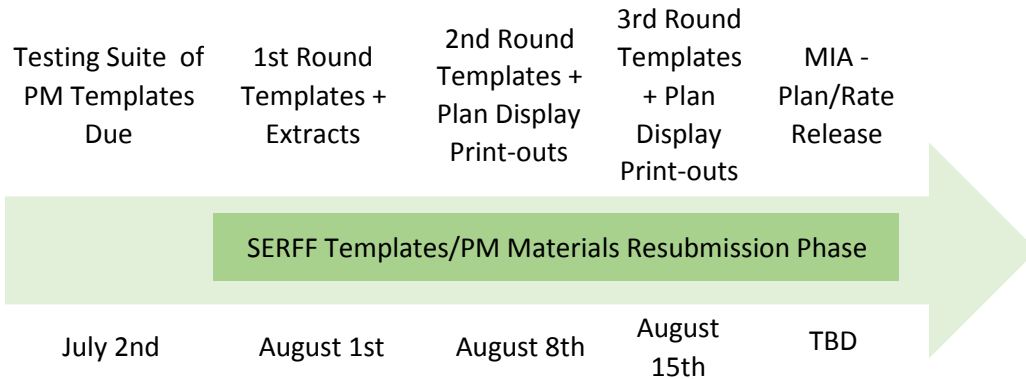 Testing Suite of
PM Templates
Due
1st Round
Templates +
Extracts
2nd Round
Templates +
Plan Display
Print-outs
3rd Round
Templates
+ Plan
Display
Print-outs
MIA -
Plan/Rate
Release
SERFF Templates/PM Materials Resubmission Phase
July 2nd
August 1st
August 8th
August
15th
TBD